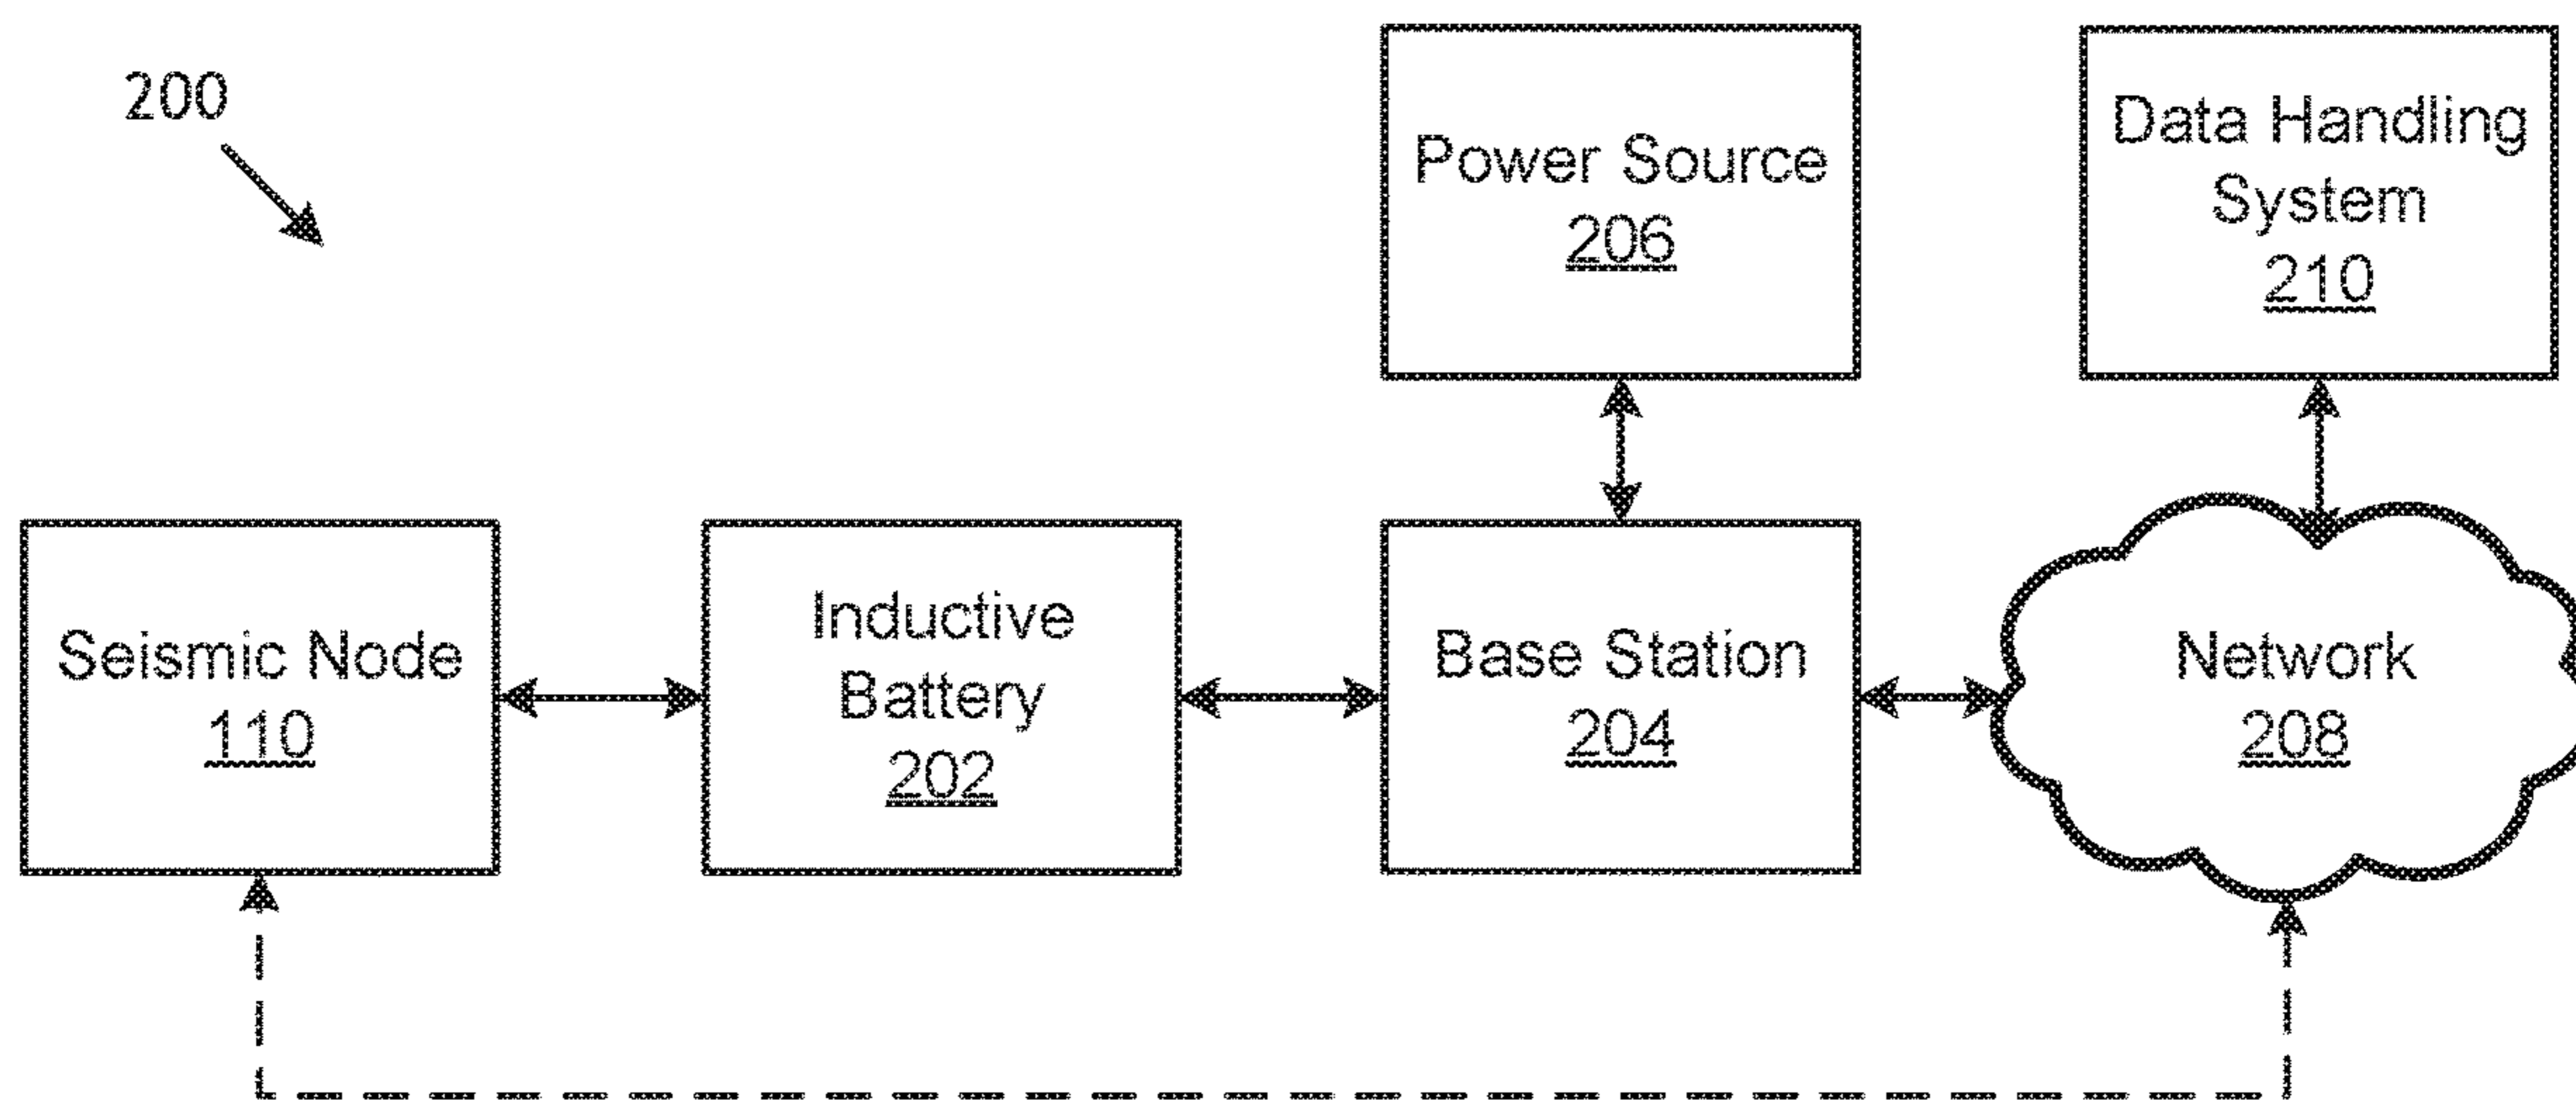 200
Power Source
206
Data Handling
System
210
Seismic Node
110
Inductive
Battery
202
Base Station
204
Network
208